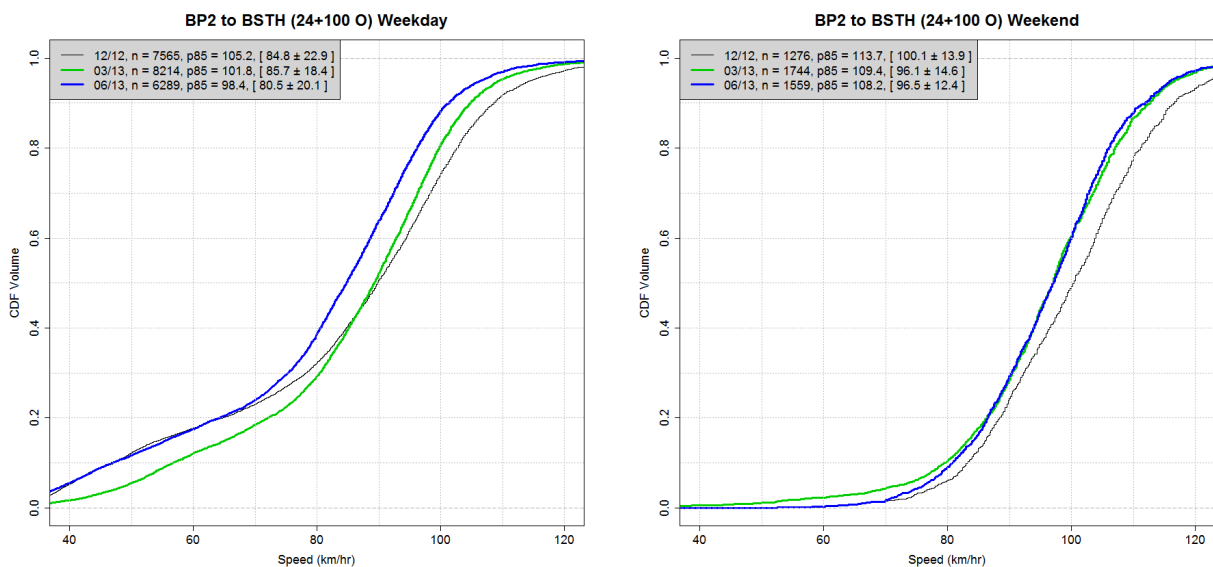 BP2 to BSTH (24+100 O) Weekday
12/12, n = 7565, p85 = 105.2, [ 84.8 ± 22.9 ]
03/13, n = 8214, p85 = 101.8, [ 85.7 ± 18.4 ]
06/13, n = 6289, p85 = 98.4, [ 80.5 ± 20.1 ]
CDF Volume
1.0
0.8
0.6
0.4
0.2
0.0
40 60 80 100 120
Speed (km/hr)
BP2 to BSTH (24+100 O) Weekend
12/12, n = 1276, p85 = 113.7, [ 100.1 ± 13.9 ]
03/13, n = 1744, p85 = 109.4, [ 96.1 ± 14.6 ]
06/13, n = 1559, p85 = 108.2, [ 96.5 ± 12.4 ]
CDF Volume
1.0
0.8
0.6
0.4
0.2
0.0
40 60 80 100 120
Speed (km/hr)